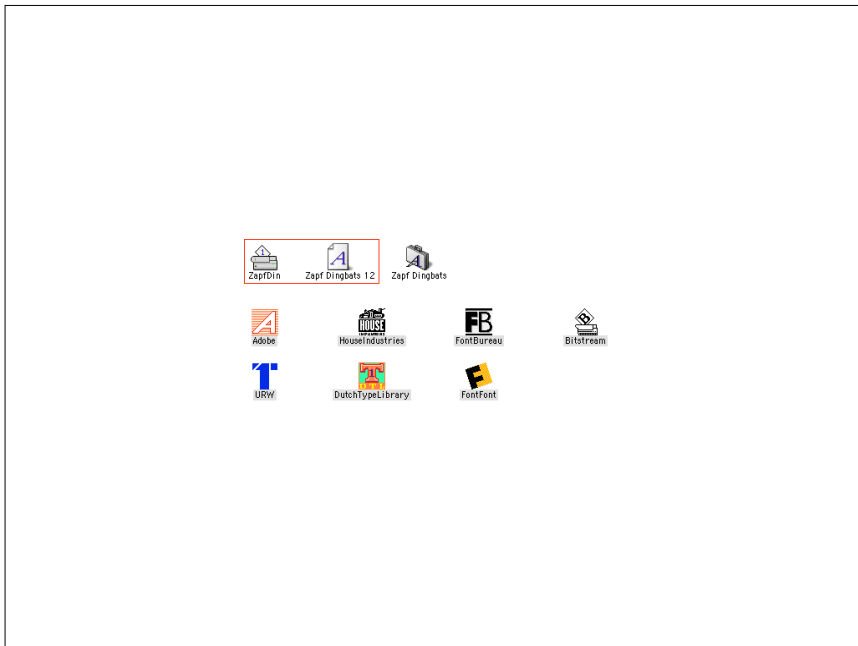 ZapfDin Zapf Dingbats 12 Zapf Dingbats
Adobe HouseIndustries FontBureau Bitstream
URW DutchTypeLibrary FontFont